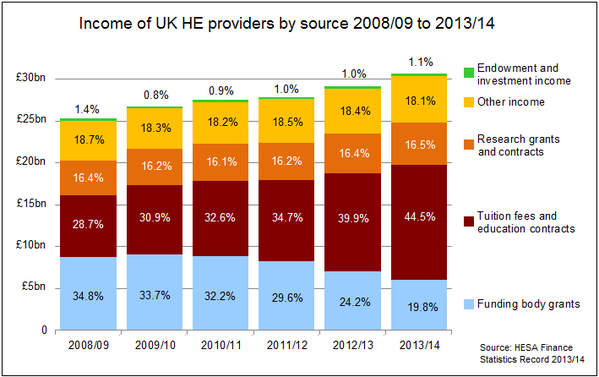 Income of UK HE providers by source 2008/09 to 2013/14
£30bn
£25bn
£20bn
£15bn
£10bn
£5bn
0
1.4%
18.7%
16.4%
28.7%
34.8%
2008/09
0.8%
18.3%
16.2%
30.9%
33.7%
2009/10
0.9%
18.2%
16.1%
32.6%
32.2%
2010/11
1.0%
18.5%
16.2%
34.7%
29.6%
2011/12
1.0%
18.4%
16.4%
39.9%
24.2%
2012/13
1.1%
18.1%
16.5%
44.5%
19.8%
2013/14
Endowment and
investment income
Other income
Research grants
and contracts
Tuition fees and
education contracts
Funding body grants
Source: HESA Finance
Statistics Record 2013/14